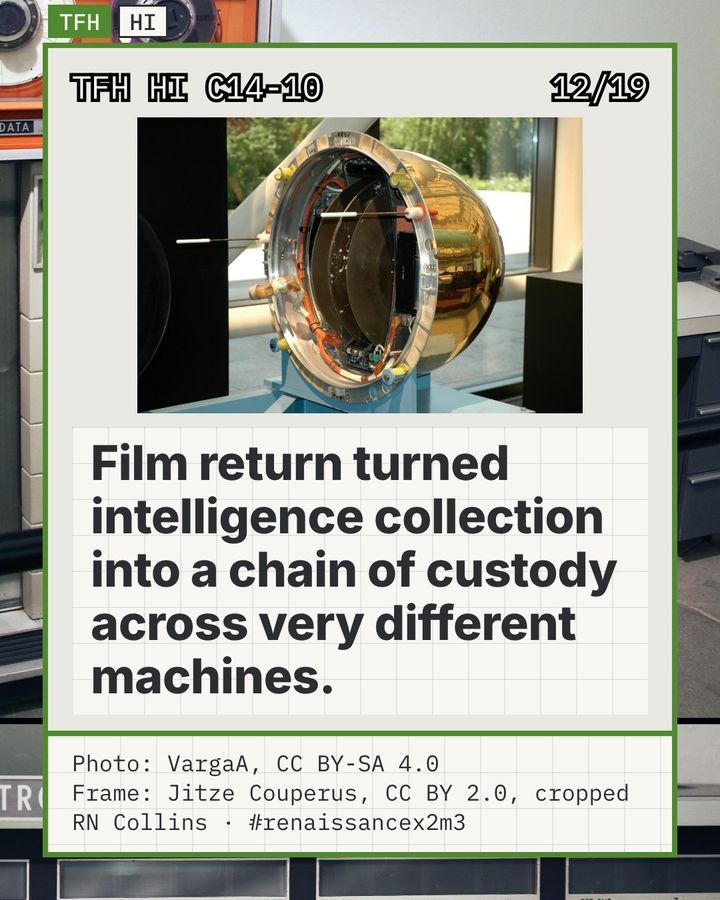 TFH HI
DATA
TFH HI C14-10 12/19
Film return turned
intelligence collection
into a chain of custody
across very different
machines.
Photo: VargaA, CC BY-SA 4.0
Frame: Jitze Couperus, CC BY 2.0, cropped
RN Collins · #renaissancex2m3